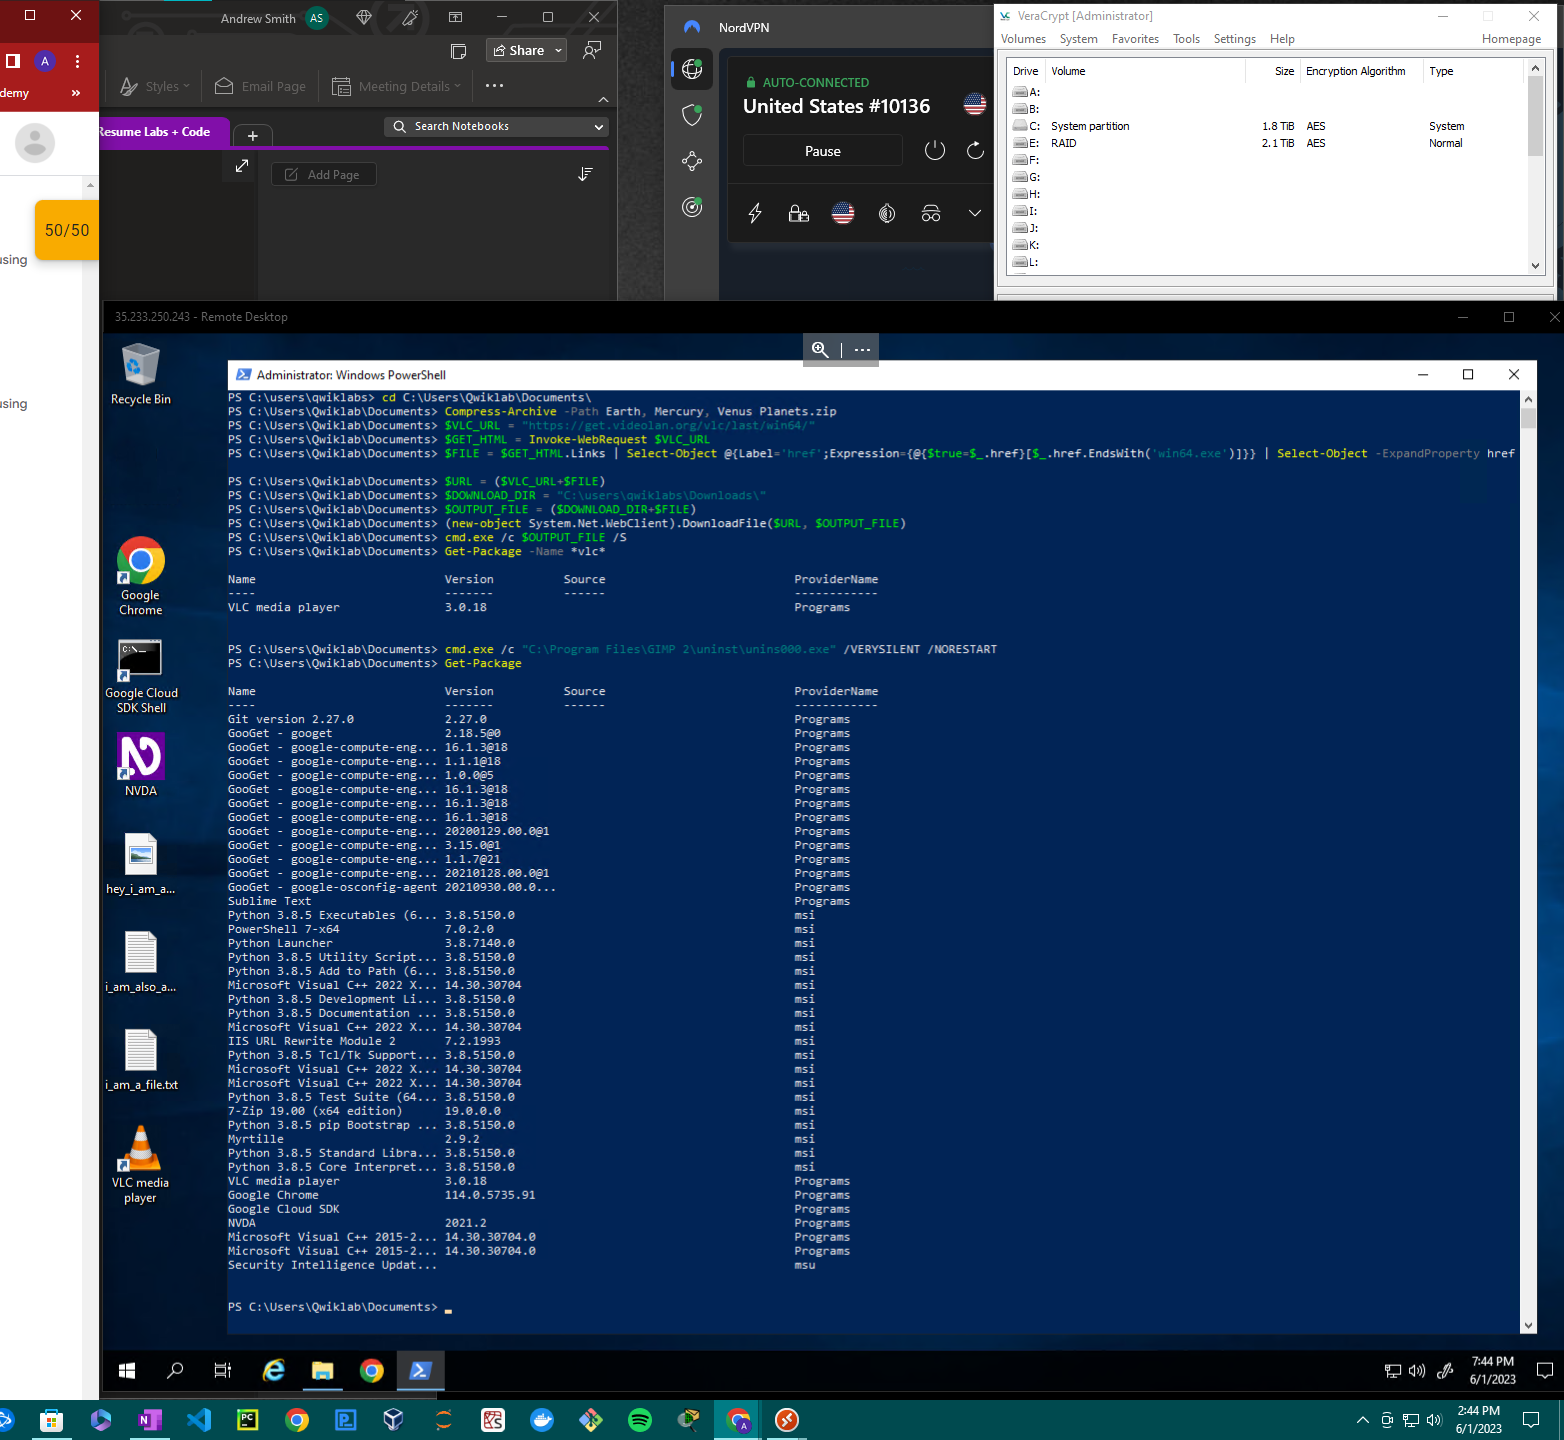 A
demy
»
50/50
using
using
Andrew Smith AS
Share
Styles
Email Page
Meeting Details
Resume Labs + Code
+
Search Notebooks
Add Page
NordVPN
AUTO-CONNECTED
United States #10136
Pause
VeraCrypt [Administrator]
Volumes System Favorites Tools Settings Help Homepage
Drive Volume Size Encryption Algorithm Type
A:
B:
C: System partition 1.8 TiB AES System
E: RAID 2.1 TiB AES Normal
F:
G:
H:
I:
J:
K:
L:
35.233.250.243 - Remote Desktop
Recycle Bin
Google Chrome
Google Cloud SDK Shell
NVDA
hey_i_am_a...
i_am_also_a...
i_am_a_file.txt
VLC media player
Administrator: Windows PowerShell
PS C:\users\qwiklabs> cd C:\Users\Qwiklab\Documents\
PS C:\Users\Qwiklab\Documents> Compress-Archive -Path Earth, Mercury, Venus Planets.zip
PS C:\Users\Qwiklab\Documents> $VLC_URL = "https://get.videolan.org/vlc/last/win64/"
PS C:\Users\Qwiklab\Documents> $GET_HTML = Invoke-WebRequest $VLC_URL
PS C:\Users\Qwiklab\Documents> $FILE = $GET_HTML.Links | Select-Object @{Label='href';Expression={@{$true=$_.href}[$_.href.EndsWith('win64.exe')]}} | Select-Object -ExpandProperty href
PS C:\Users\Qwiklab\Documents> $URL = ($VLC_URL+$FILE)
PS C:\Users\Qwiklab\Documents> $DOWNLOAD_DIR = "C:\users\qwiklabs\Downloads\"
PS C:\Users\Qwiklab\Documents> $OUTPUT_FILE = ($DOWNLOAD_DIR+$FILE)
PS C:\Users\Qwiklab\Documents> (new-object System.Net.WebClient).DownloadFile($URL, $OUTPUT_FILE)
PS C:\Users\Qwiklab\Documents> cmd.exe /c $OUTPUT_FILE /S
PS C:\Users\Qwiklab\Documents> Get-Package -Name *vlc*
Name Version Source ProviderName
---- ------- ------ ------------
VLC media player 3.0.18 Programs
PS C:\Users\Qwiklab\Documents> cmd.exe /c "C:\Program Files\GIMP 2\uninst\unins000.exe" /VERYSILENT /NORESTART
PS C:\Users\Qwiklab\Documents> Get-Package
Name Version Source ProviderName
---- ------- ------ ------------
Git version 2.27.0 2.27.0 Programs
GooGet - googet 2.18.5@0 Programs
GooGet - google-compute-eng... 16.1.3@18 Programs
GooGet - google-compute-eng... 1.1.1@18 Programs
GooGet - google-compute-eng... 1.0.0@5 Programs
GooGet - google-compute-eng... 16.1.3@18 Programs
GooGet - google-compute-eng... 16.1.3@18 Programs
GooGet - google-compute-eng... 16.1.3@18 Programs
GooGet - google-compute-eng... 20200129.00.0@1 Programs
GooGet - google-compute-eng... 3.15.0@1 Programs
GooGet - google-compute-eng... 1.1.7@21 Programs
GooGet - google-compute-eng... 20210128.00.0@1 Programs
GooGet - google-osconfig-agent 20210930.00.0... Programs
Sublime Text Programs
Python 3.8.5 Executables (6... 3.8.5150.0 msi
PowerShell 7-x64 7.0.2.0 msi
Python Launcher 3.8.7140.0 msi
Python 3.8.5 Utility Script... 3.8.5150.0 msi
Python 3.8.5 Add to Path (6... 3.8.5150.0 msi
Microsoft Visual C++ 2022 X... 14.30.30704 msi
Python 3.8.5 Development Li... 3.8.5150.0 msi
Python 3.8.5 Documentation ... 3.8.5150.0 msi
Microsoft Visual C++ 2022 X... 14.30.30704 msi
IIS URL Rewrite Module 2 7.2.1993 msi
Python 3.8.5 Tcl/Tk Support... 3.8.5150.0 msi
Microsoft Visual C++ 2022 X... 14.30.30704 msi
Microsoft Visual C++ 2022 X... 14.30.30704 msi
Python 3.8.5 Test Suite (64... 3.8.5150.0 msi
7-Zip 19.00 (x64 edition) 19.0.0.0 msi
Python 3.8.5 pip Bootstrap ... 3.8.5150.0 msi
Myrtille 2.9.2 msi
Python 3.8.5 Standard Libra... 3.8.5150.0 msi
Python 3.8.5 Core Interpret... 3.8.5150.0 msi
VLC media player 3.0.18 Programs
Google Chrome 114.0.5735.91 Programs
Google Cloud SDK Programs
NVDA 2021.2 Programs
Microsoft Visual C++ 2015-2... 14.30.30704.0 Programs
Microsoft Visual C++ 2015-2... 14.30.30704.0 Programs
Security Intelligence Updat... msu
PS C:\Users\Qwiklab\Documents>
7:44 PM
6/1/2023
2:44 PM
6/1/2023